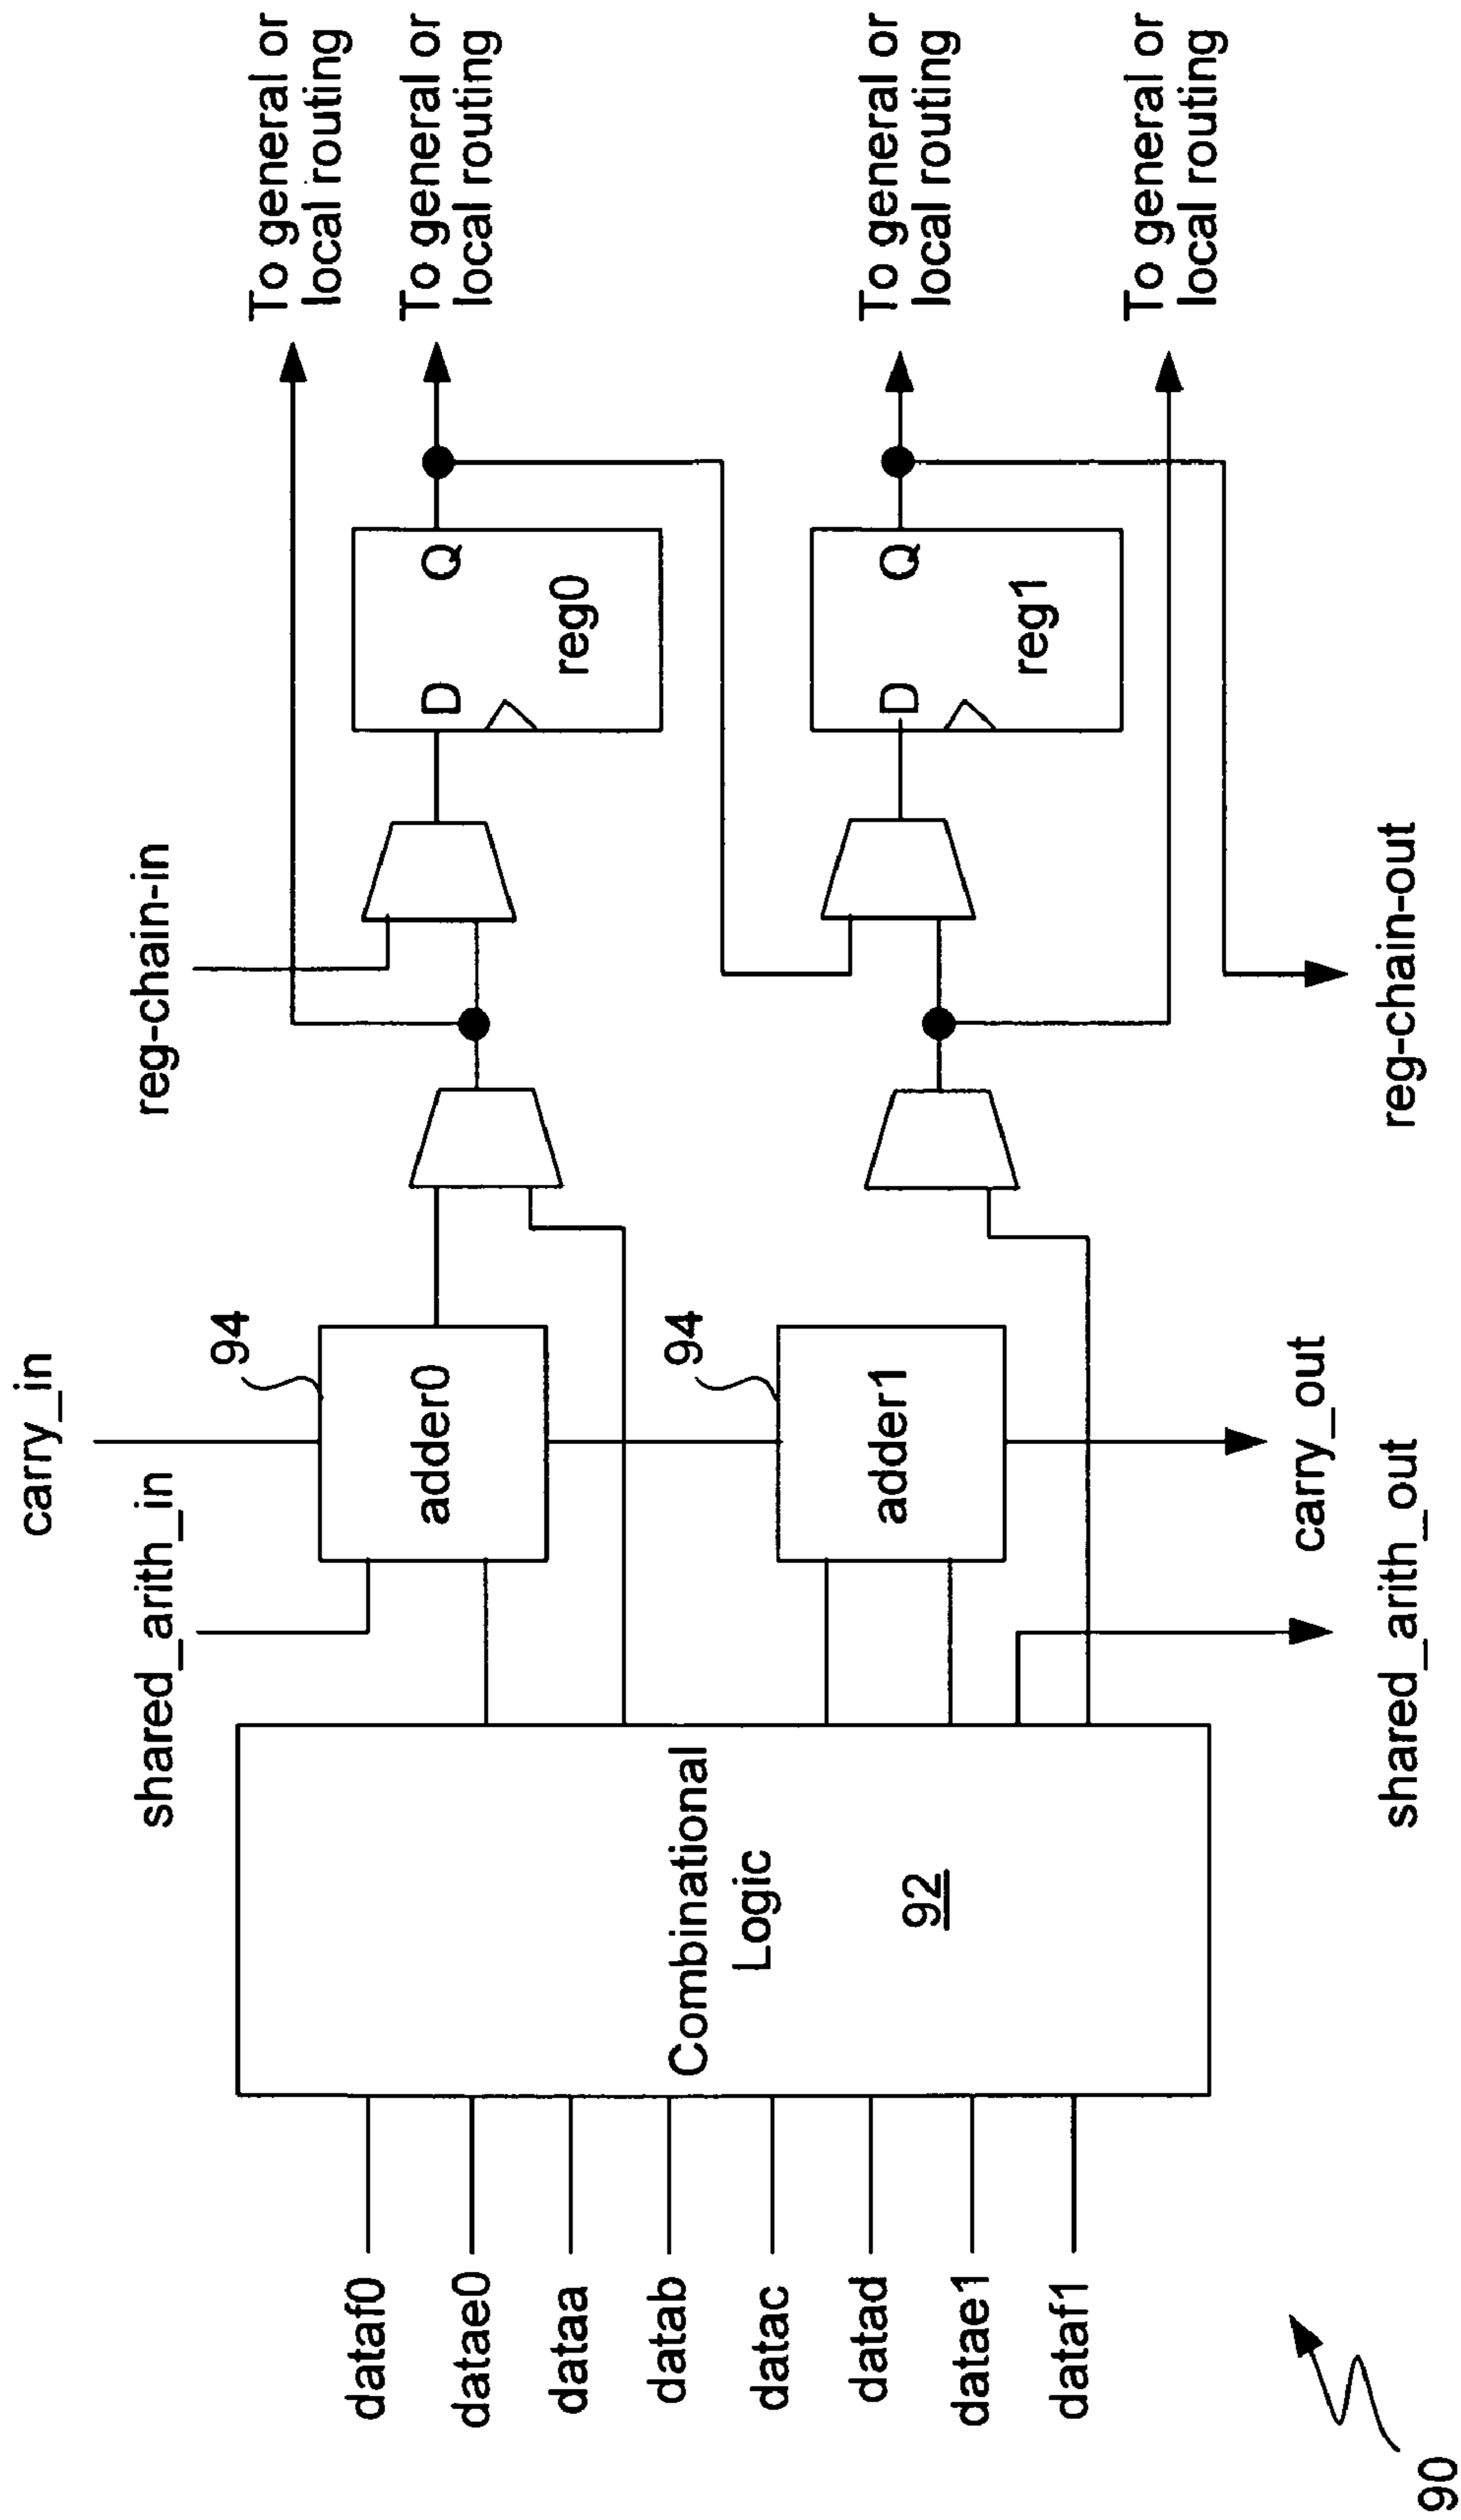 carry_in
shared_arith_in
reg-chain-in
dataf0
datae0
dataa
datab
datac
datad
datae1
dataf1
Combinational
Logic
92
94
adder0
94
adder1
D
Q
reg0
D
Q
reg1
To general or
local routing
To general or
local routing
To general or
local routing
To general or
local routing
carry_out
shared_arith_out
reg-chain-out
90